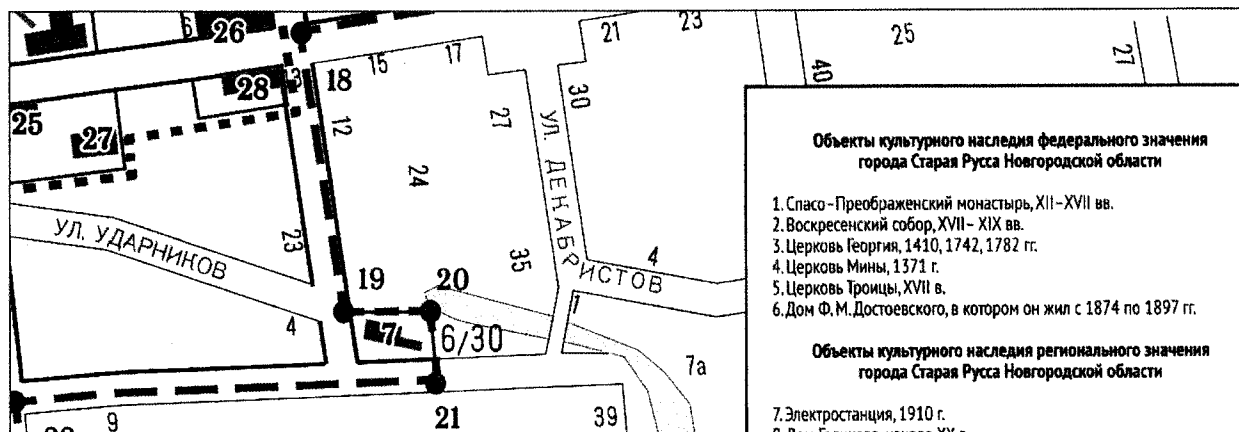 6
26
21
23
25
27
15
17
18
3
28
40
30
УЛ. ДЕКАБРИСТОВ
25
27
12
27
24
УЛ. УДАРНИКОВ
23
35
4
19
20
4
7
6/30
1
7а
21
9
39
Объекты культурного наследия федерального значения
города Старая Русса Новгородской области
1. Спасо-Преображенский монастырь, XII–XVII вв.
2. Воскресенский собор, XVII– XIX вв.
3. Церковь Георгия, 1410, 1742, 1782 гг.
4. Церковь Мины, 1371 г.
5. Церковь Троицы, XVII в.
6. Дом Ф. М. Достоевского, в котором он жил с 1874 по 1897 гг.
Объекты культурного наследия регионального значения
города Старая Русса Новгородской области
7. Электростанция, 1910 г.